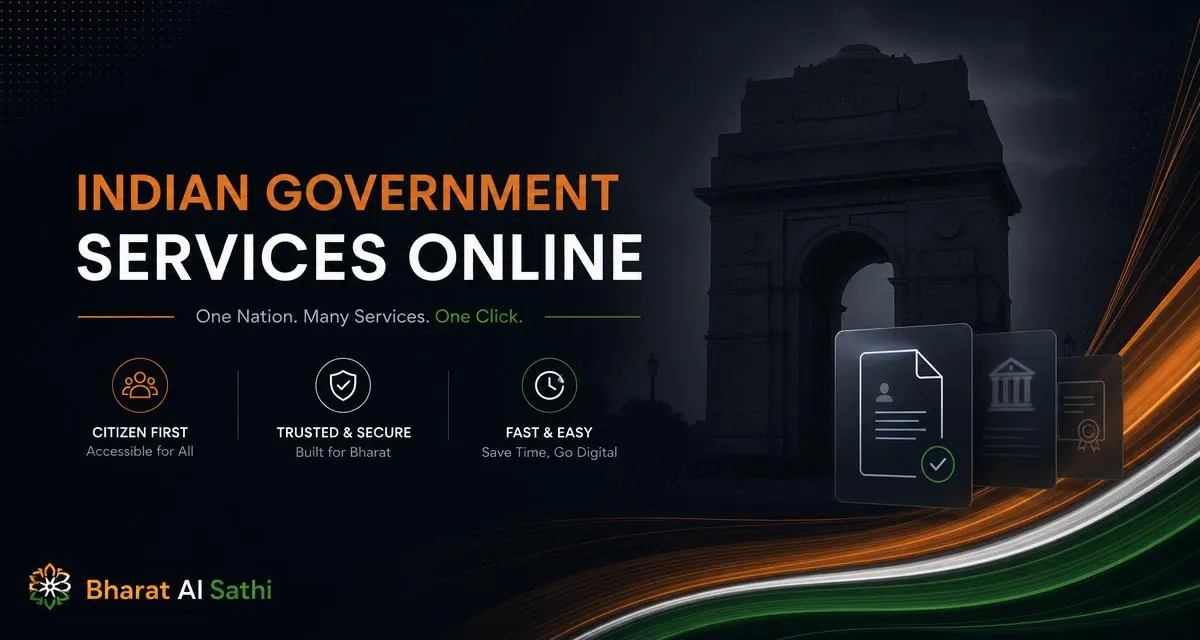 INDIAN GOVERNMENT
SERVICES ONLINE
One Nation. Many Services. One Click.
CITIZEN FIRST
Accessible for All
TRUSTED & SECURE
Built for Bharat
FAST & EASY
Save Time, Go Digital
INDIA
Bharat AI Sathi